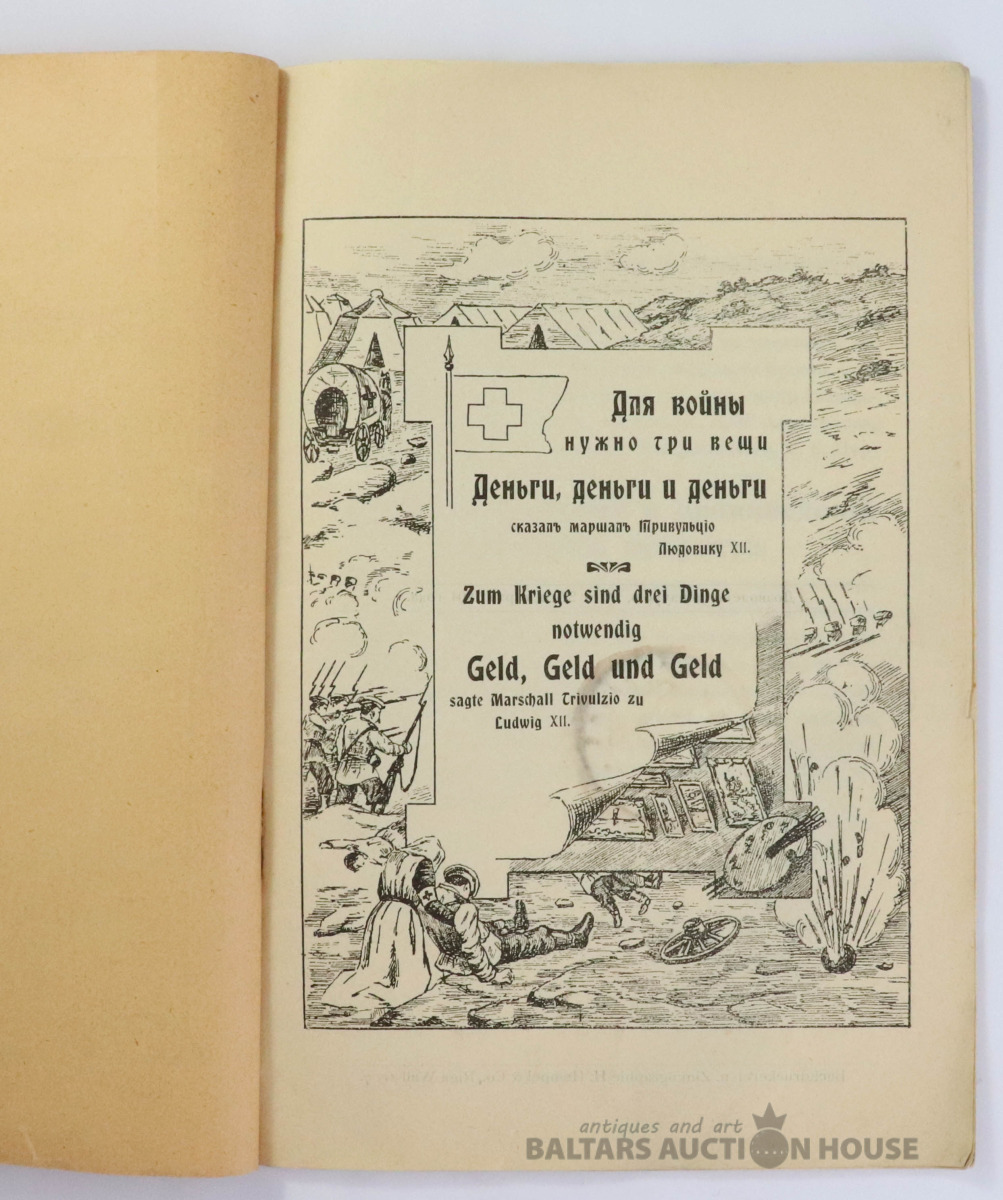 Для войны
нужно три вещи
Деньги, деньги и деньги
сказалъ маршалъ Тривульціо
Людовику XII.
Zum Kriege sind drei Dinge
notwendig
Geld, Geld und Geld
sagte Marschall Trivulzio zu
Ludwig XII.
antiques and art
BALTARS AUCTION HOUSE